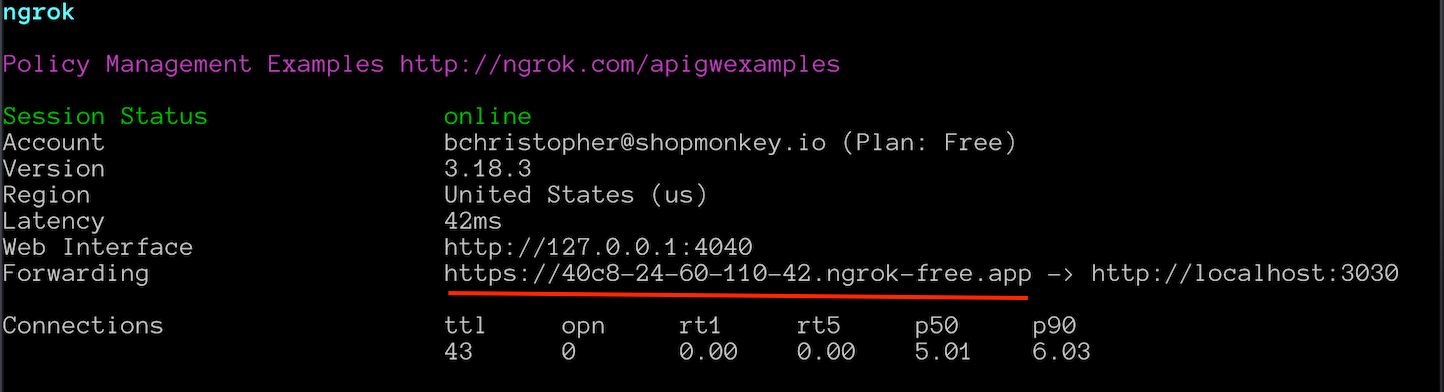 ngrok
Policy Management Examples http://ngrok.com/apigwexamples
Session Status online
Account bchristopher@shopmonkey.io (Plan: Free)
Version 3.18.3
Region United States (us)
Latency 42ms
Web Interface http://127.0.0.1:4040
Forwarding https://40c8-24-60-110-42.ngrok-free.app -> http://localhost:3030
Connections ttl opn rt1 rt5 p50 p90
43 0 0.00 0.00 5.01 6.03